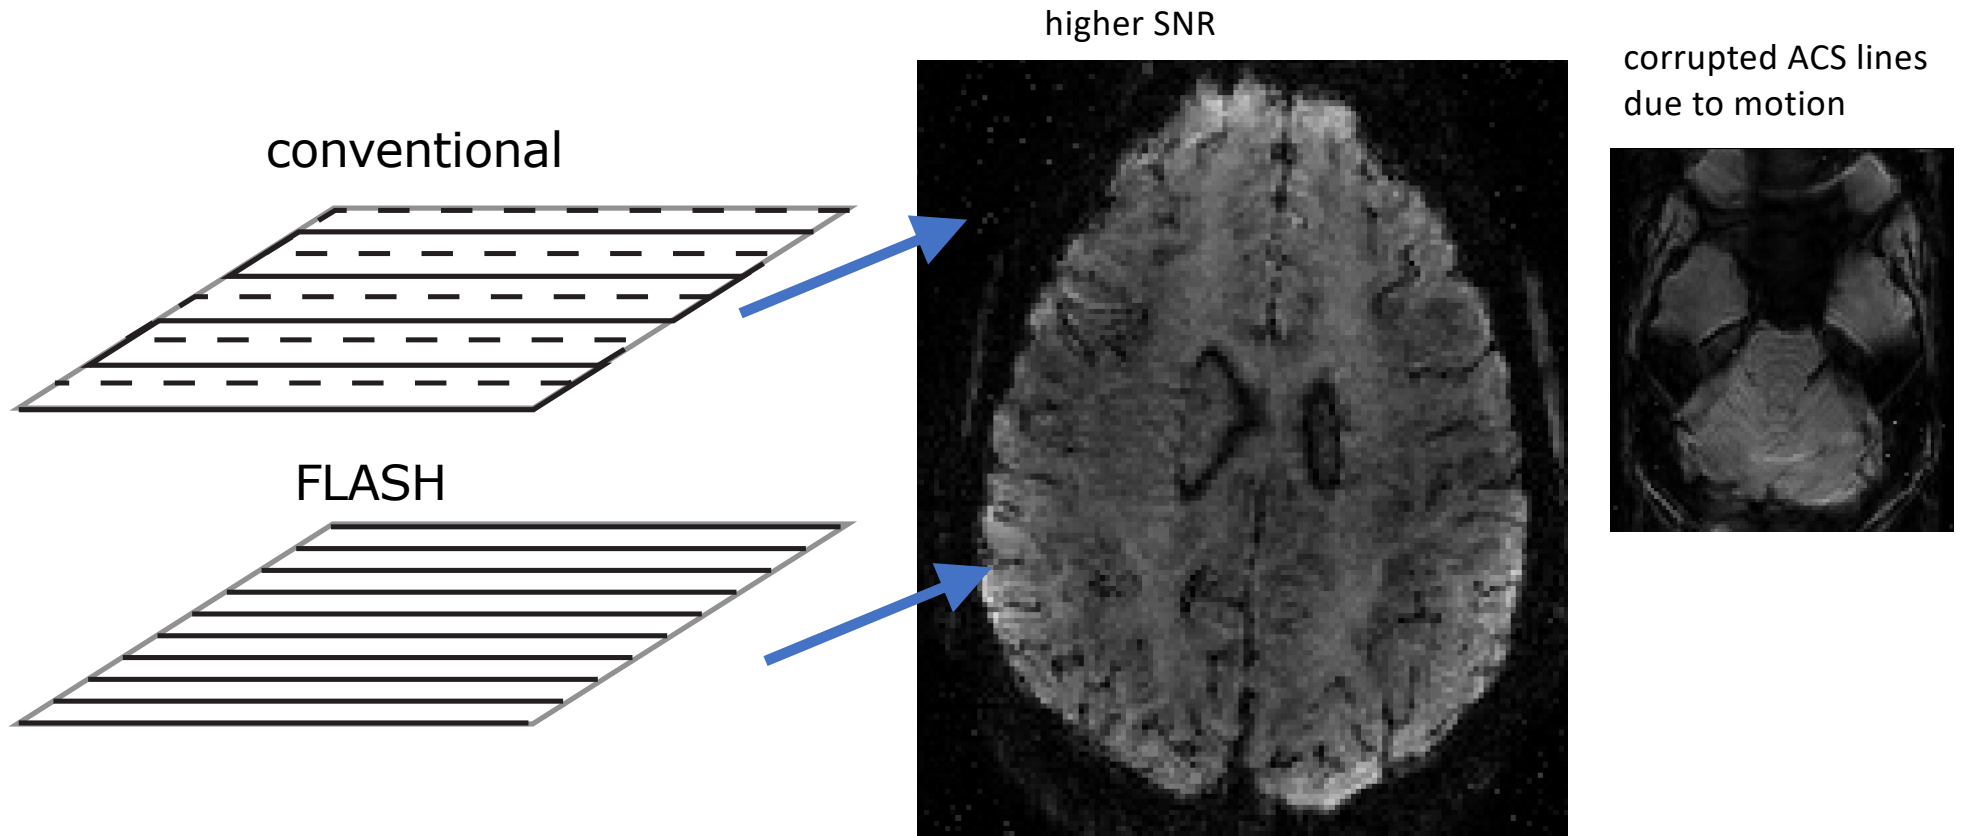 higher SNR
corrupted ACS lines
due to motion
conventional
FLASH